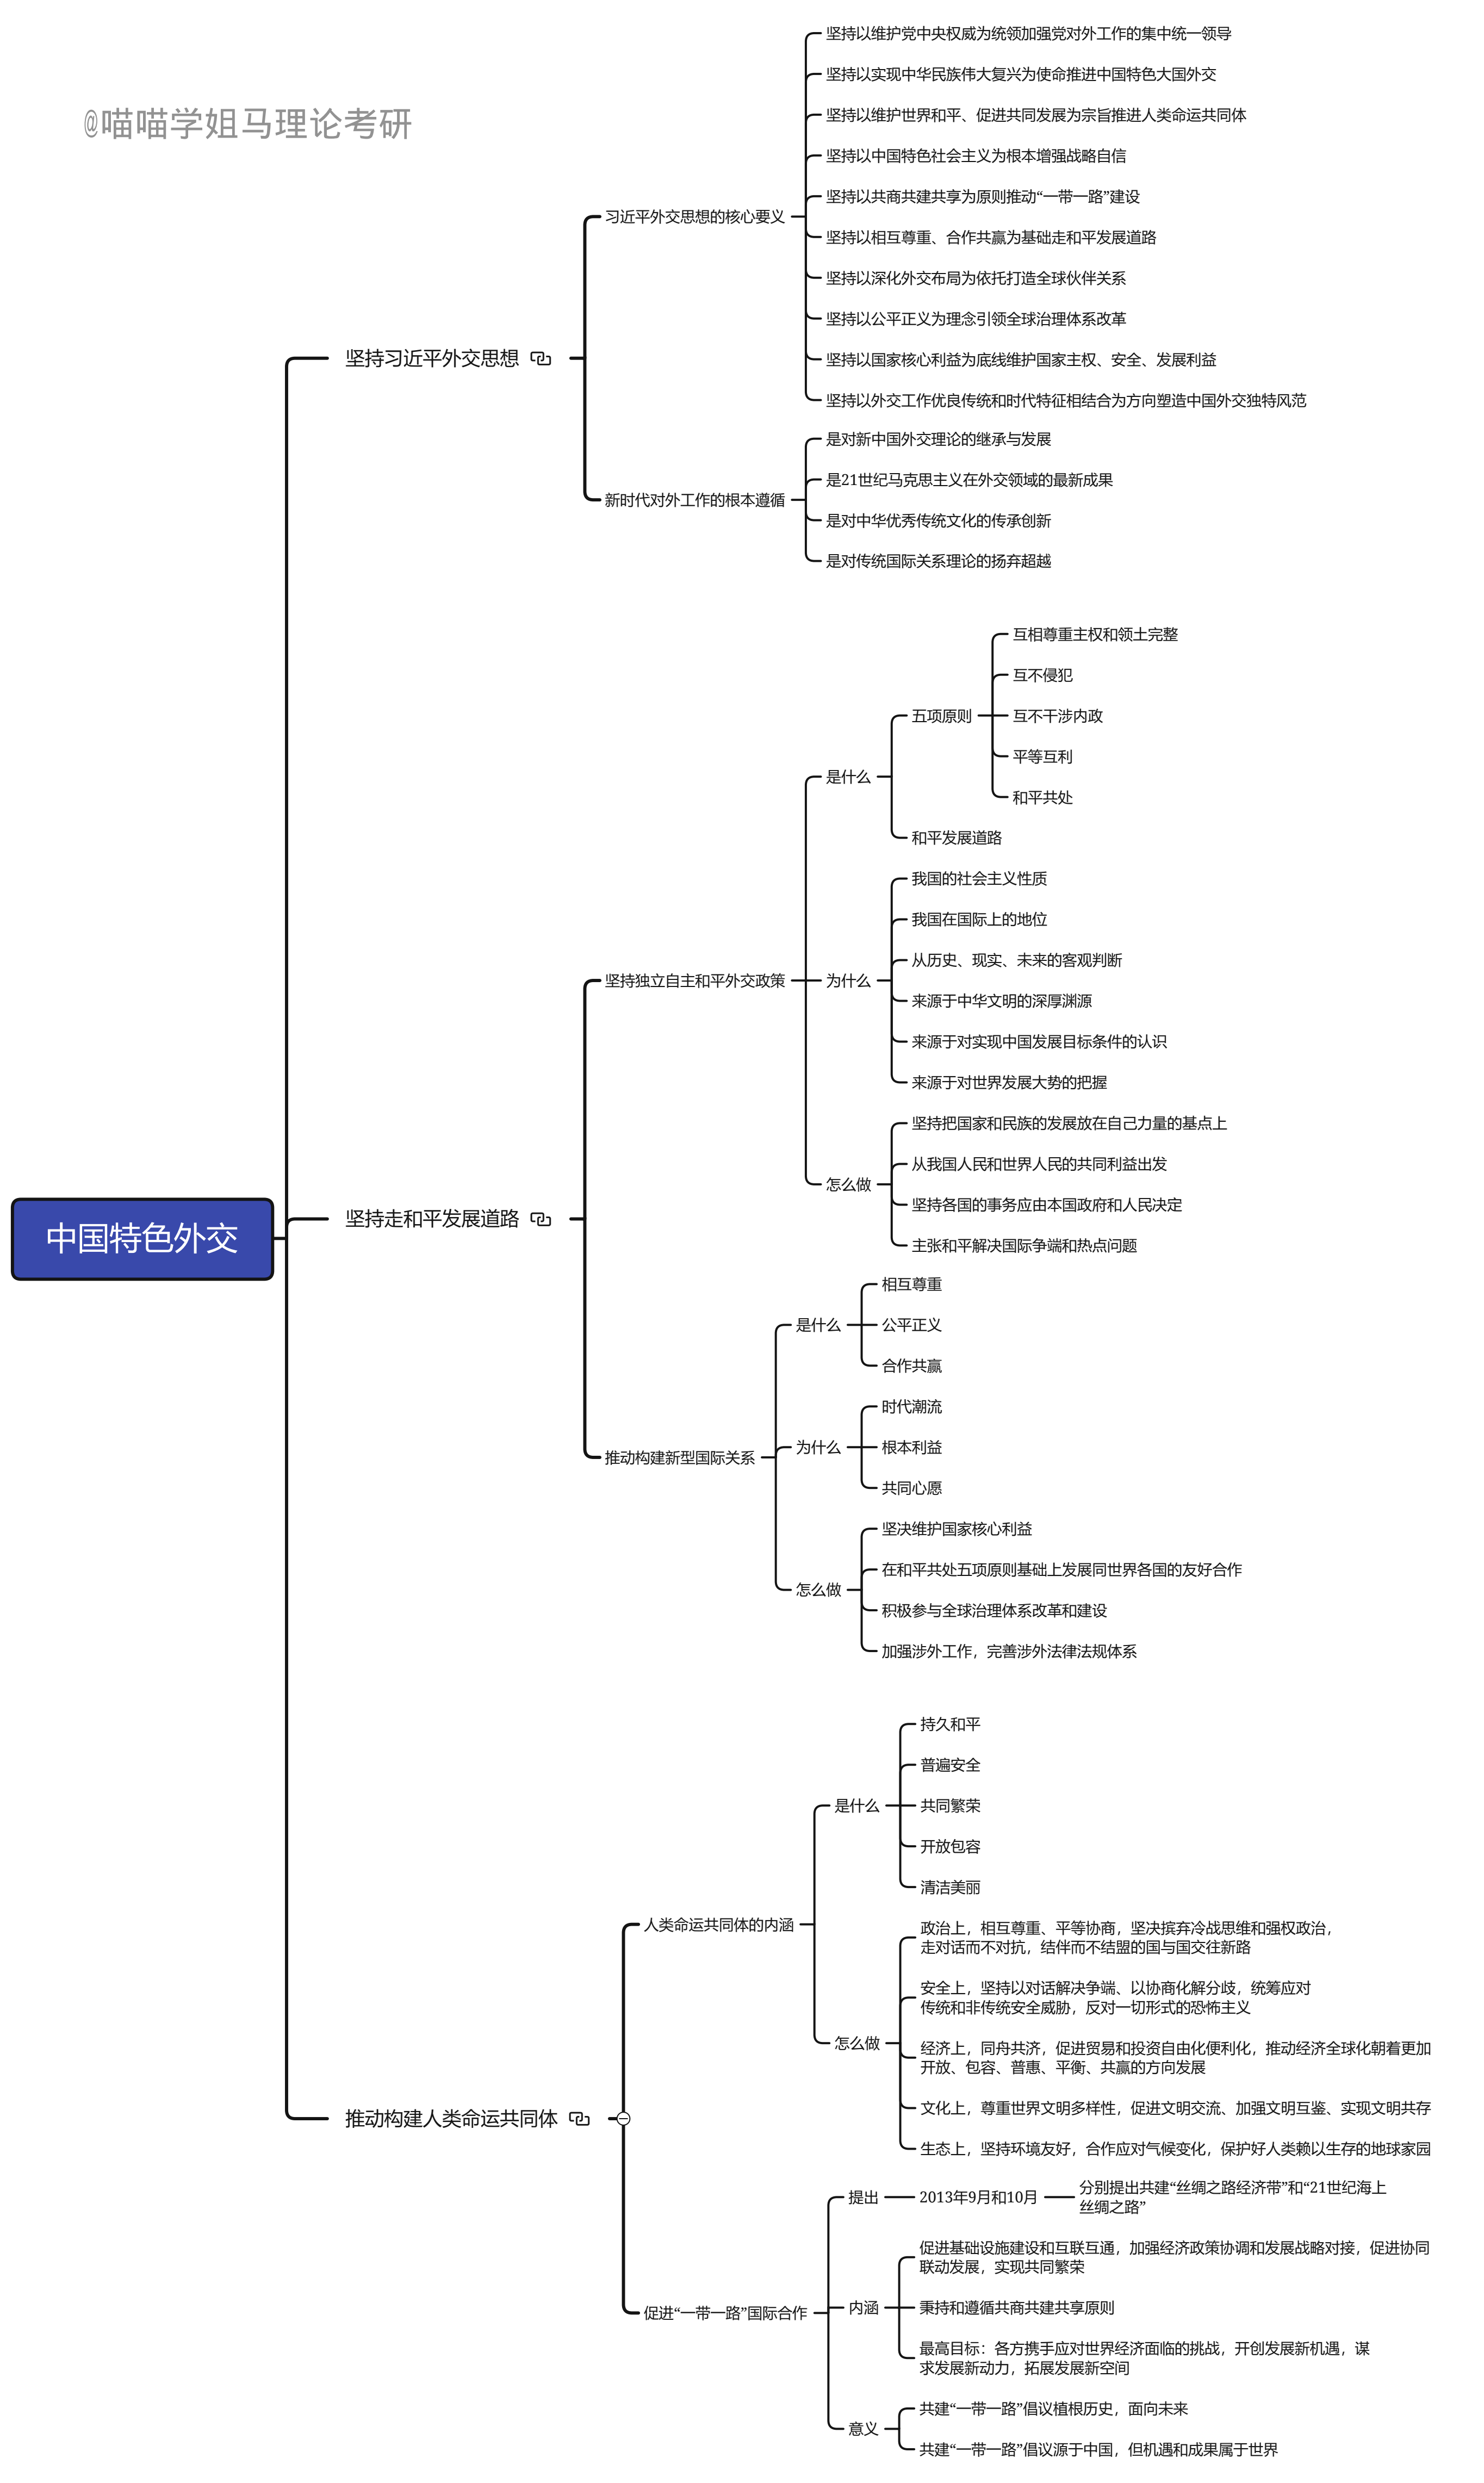 @喵喵学姐马理论考研
中国特色外交
坚持习近平外交思想
习近平外交思想的核心要义
坚持以维护党中央权威为统领加强党对外工作的集中统一领导
坚持以实现中华民族伟大复兴为使命推进中国特色大国外交
坚持以维护世界和平、促进共同发展为宗旨推进人类命运共同体
坚持以中国特色社会主义为根本增强战略自信
坚持以共商共建共享为原则推动“一带一路”建设
坚持以相互尊重、合作共赢为基础走和平发展道路
坚持以深化外交布局为依托打造全球伙伴关系
坚持以公平正义为理念引领全球治理体系改革
坚持以国家核心利益为底线维护国家主权、安全、发展利益
坚持以外交工作优良传统和时代特征相结合为方向塑造中国外交独特风范
新时代对外工作的根本遵循
是对新中国外交理论的继承与发展
是21世纪马克思主义在外交领域的最新成果
是对中华优秀传统文化的传承创新
是对传统国际关系理论的扬弃超越
坚持走和平发展道路
坚持独立自主和平外交政策
是什么
五项原则
互相尊重主权和领土完整
互不侵犯
互不干涉内政
平等互利
和平共处
和平发展道路
为什么
我国的社会主义性质
我国在国际上的地位
从历史、现实、未来的客观判断
来源于中华文明的深厚渊源
来源于对实现中国发展目标条件的认识
来源于对世界发展大势的把握
怎么做
坚持把国家和民族的发展放在自己力量的基点上
从我国人民和世界人民的共同利益出发
坚持各国的事务应由本国政府和人民决定
主张和平解决国际争端和热点问题
推动构建新型国际关系
是什么
相互尊重
公平正义
合作共赢
为什么
时代潮流
根本利益
共同心愿
怎么做
坚决维护国家核心利益
在和平共处五项原则基础上发展同世界各国的友好合作
积极参与全球治理体系改革和建设
加强涉外工作，完善涉外法律法规体系
推动构建人类命运共同体
人类命运共同体的内涵
是什么
持久和平
普遍安全
共同繁荣
开放包容
清洁美丽
怎么做
政治上，相互尊重、平等协商，坚决摈弃冷战思维和强权政治，
走对话而不对抗，结伴而不结盟的国与国交往新路
安全上，坚持以对话解决争端、以协商化解分歧，统筹应对
传统和非传统安全威胁，反对一切形式的恐怖主义
经济上，同舟共济，促进贸易和投资自由化便利化，推动经济全球化朝着更加
开放、包容、普惠、平衡、共赢的方向发展
文化上，尊重世界文明多样性，促进文明交流、加强文明互鉴、实现文明共存
生态上，坚持环境友好，合作应对气候变化，保护好人类赖以生存的地球家园
促进“一带一路”国际合作
提出
2013年9月和10月
分别提出共建“丝绸之路经济带”和“21世纪海上
丝绸之路”
内涵
促进基础设施建设和互联互通，加强经济政策协调和发展战略对接，促进协同
联动发展，实现共同繁荣
秉持和遵循共商共建共享原则
最高目标：各方携手应对世界经济面临的挑战，开创发展新机遇，谋
求发展新动力，拓展发展新空间
意义
共建“一带一路”倡议植根历史，面向未来
共建“一带一路”倡议源于中国，但机遇和成果属于世界